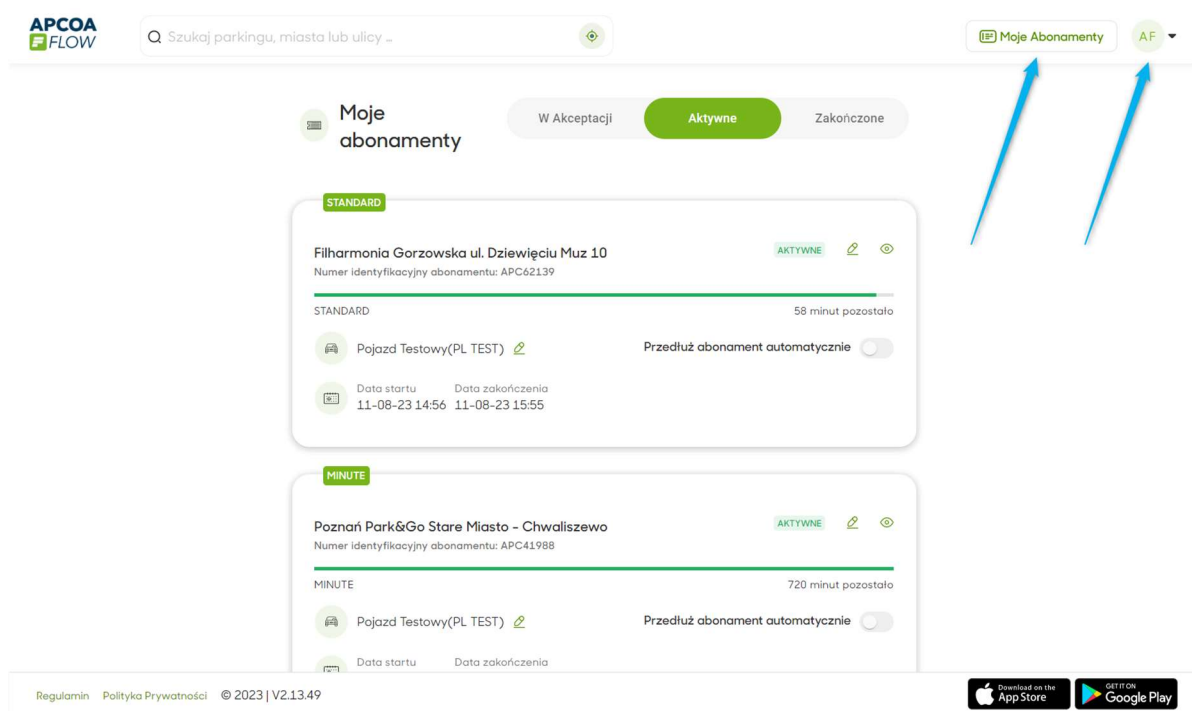 APCOA
FLOW
Szukaj parkingu, miasta lub ulicy ...
Moje Abonamenty
AF
Moje
abonamenty
W Akceptacji
Aktywne
Zakończone
STANDARD
Filharmonia Gorzowska ul. Dziewięciu Muz 10
AKTYWNE
Numer identyfikacyjny abonamentu: APC62139
STANDARD
58 minut pozostało
Pojazd Testowy(PL TEST)
Przedłuż abonament automatycznie
Data startu Data zakończenia
11-08-23 14:56 11-08-23 15:55
MINUTE
Poznań Park&Go Stare Miasto - Chwaliszewo
AKTYWNE
Numer identyfikacyjny abonamentu: APC41988
MINUTE
720 minut pozostało
Pojazd Testowy(PL TEST)
Przedłuż abonament automatycznie
Data startu Data zakończenia
Regulamin Polityka Prywatności © 2023 | V2.13.49
Download on the
App Store
GET IT ON
Google Play